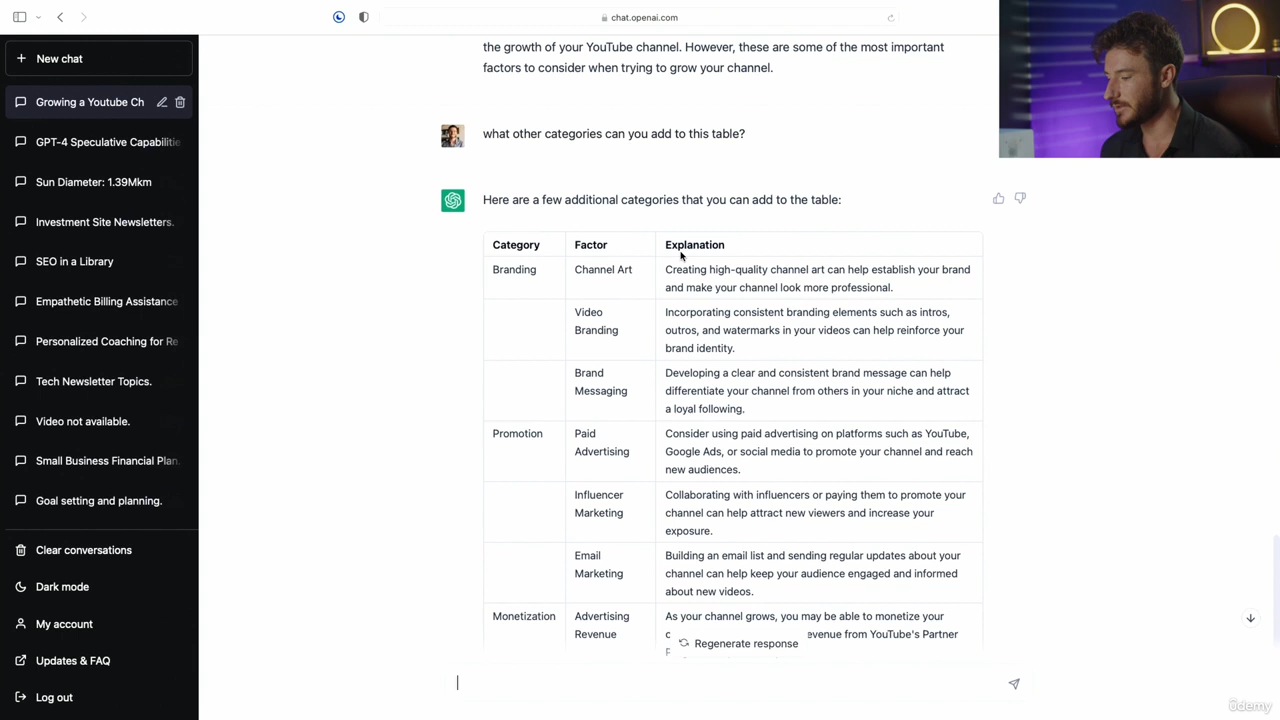 chat.openai.com
New chat
Growing a Youtube Ch
GPT-4 Speculative Capabilitie
Sun Diameter: 1.39Mkm
Investment Site Newsletters.
SEO in a Library
Empathetic Billing Assistance
Personalized Coaching for Re
Tech Newsletter Topics.
Video not available.
Small Business Financial Plan.
Goal setting and planning.
Clear conversations
Dark mode
My account
Updates & FAQ
Log out
the growth of your YouTube channel. However, these are some of the most important
factors to consider when trying to grow your channel.
what other categories can you add to this table?
Here are a few additional categories that you can add to the table:
Category Factor Explanation
Branding Channel Art Creating high-quality channel art can help establish your brand
and make your channel look more professional.
Video Incorporating consistent branding elements such as intros,
Branding outros, and watermarks in your videos can help reinforce your
brand identity.
Brand Developing a clear and consistent brand message can help
Messaging differentiate your channel from others in your niche and attract
a loyal following.
Promotion Paid Consider using paid advertising on platforms such as YouTube,
Advertising Google Ads, or social media to promote your channel and reach
new audiences.
Influencer Collaborating with influencers or paying them to promote your
Marketing channel can help attract new viewers and increase your
exposure.
Email Building an email list and sending regular updates about your
Marketing channel can help keep your audience engaged and informed
about new videos.
Monetization Advertising As your channel grows, you may be able to monetize your
Revenue evenue from YouTube's Partner
Regenerate response
ûdemy